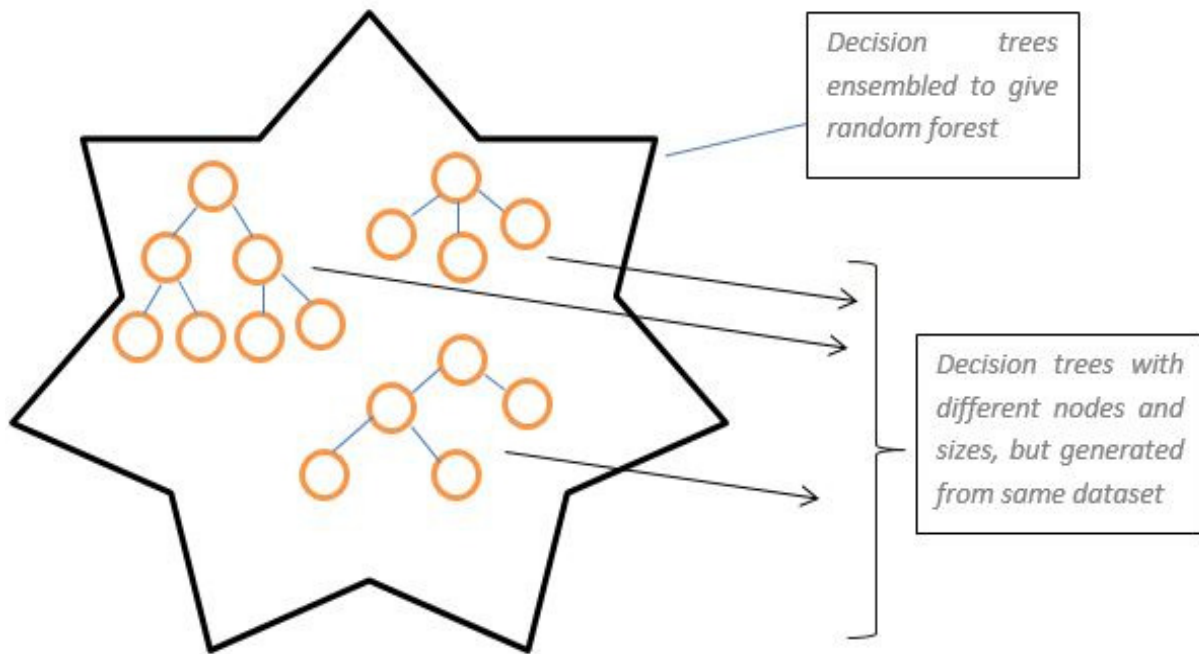 Decision trees
ensembled to give
random forest
Decision trees with
different nodes and
sizes, but generated
from same dataset